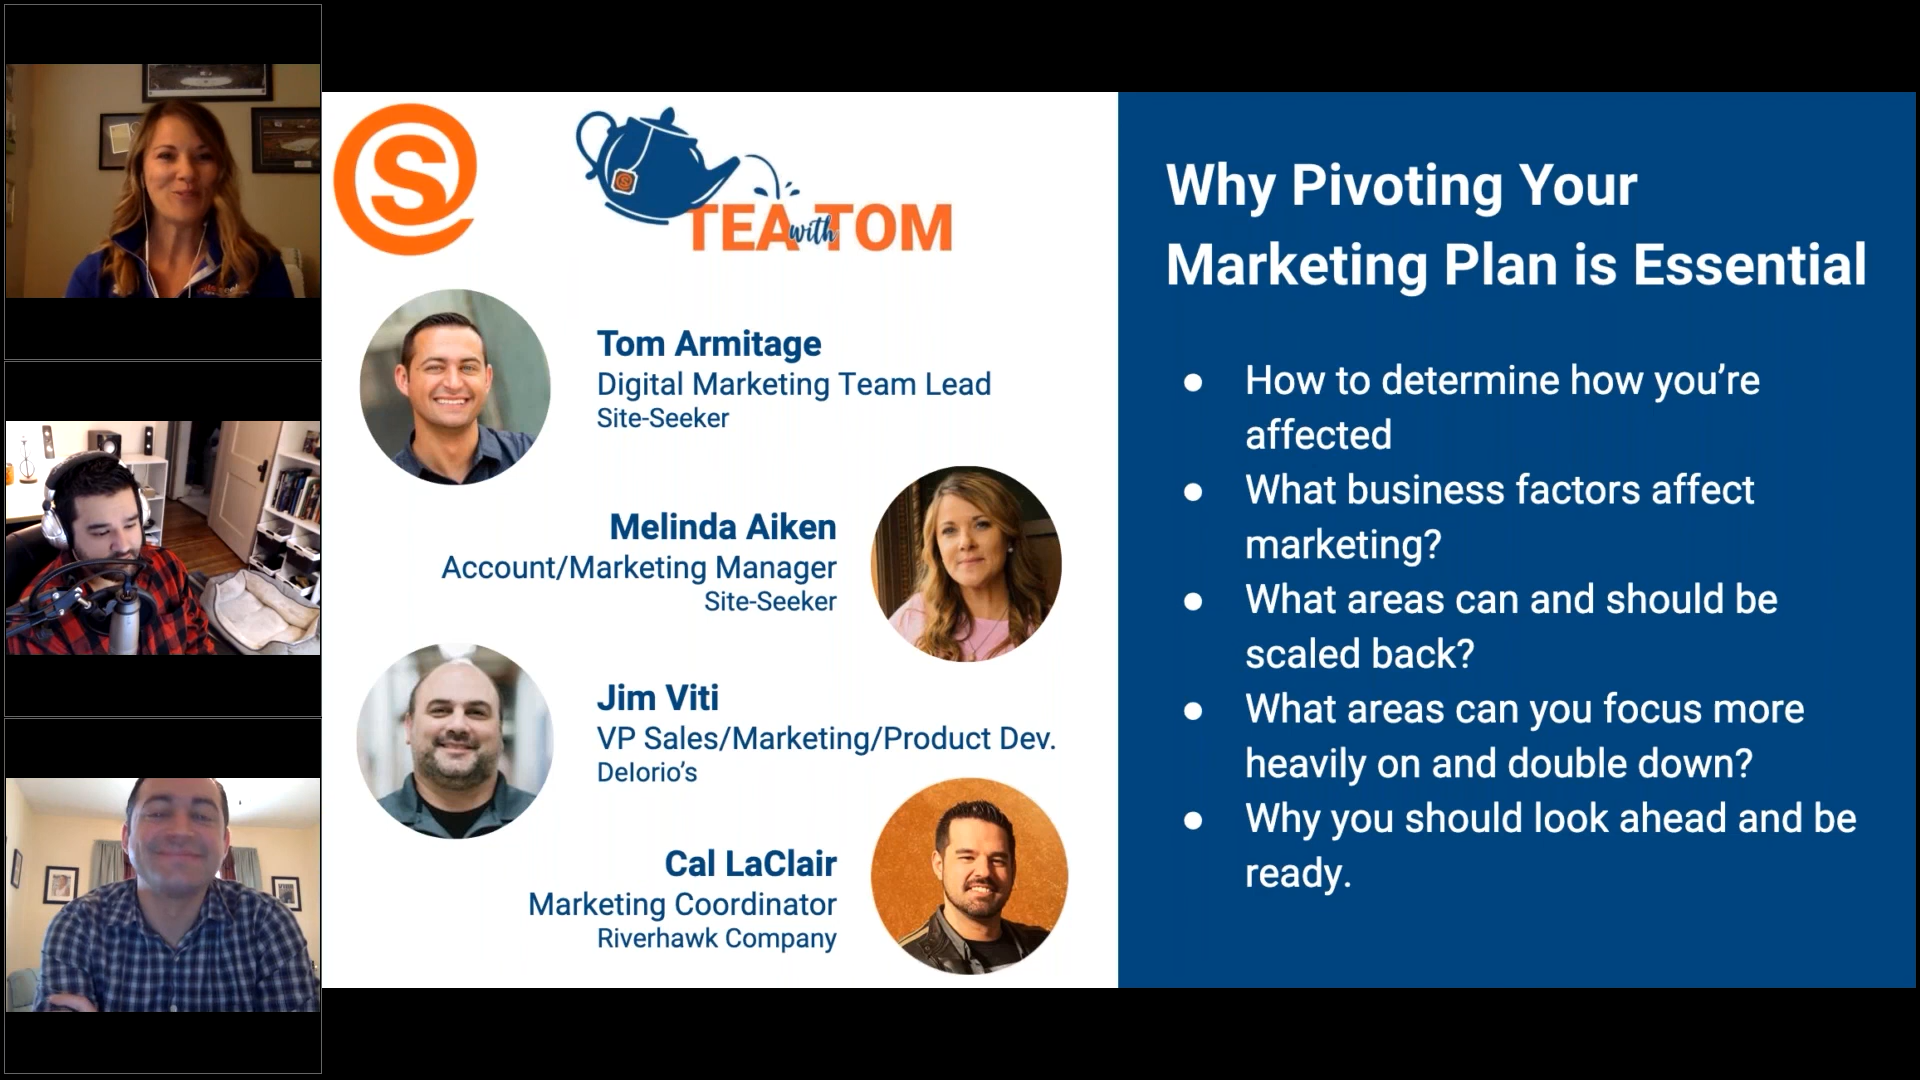 S
TEA with TOM
Tom Armitage
Digital Marketing Team Lead
Site-Seeker
Melinda Aiken
Account/Marketing Manager
Site-Seeker
Jim Viti
VP Sales/Marketing/Product Dev.
DeIorio’s
Cal LaClair
Marketing Coordinator
Riverhawk Company
Why Pivoting Your
Marketing Plan is Essential
● How to determine how you’re
affected
● What business factors affect
marketing?
● What areas can and should be
scaled back?
● What areas can you focus more
heavily on and double down?
● Why you should look ahead and be
ready.